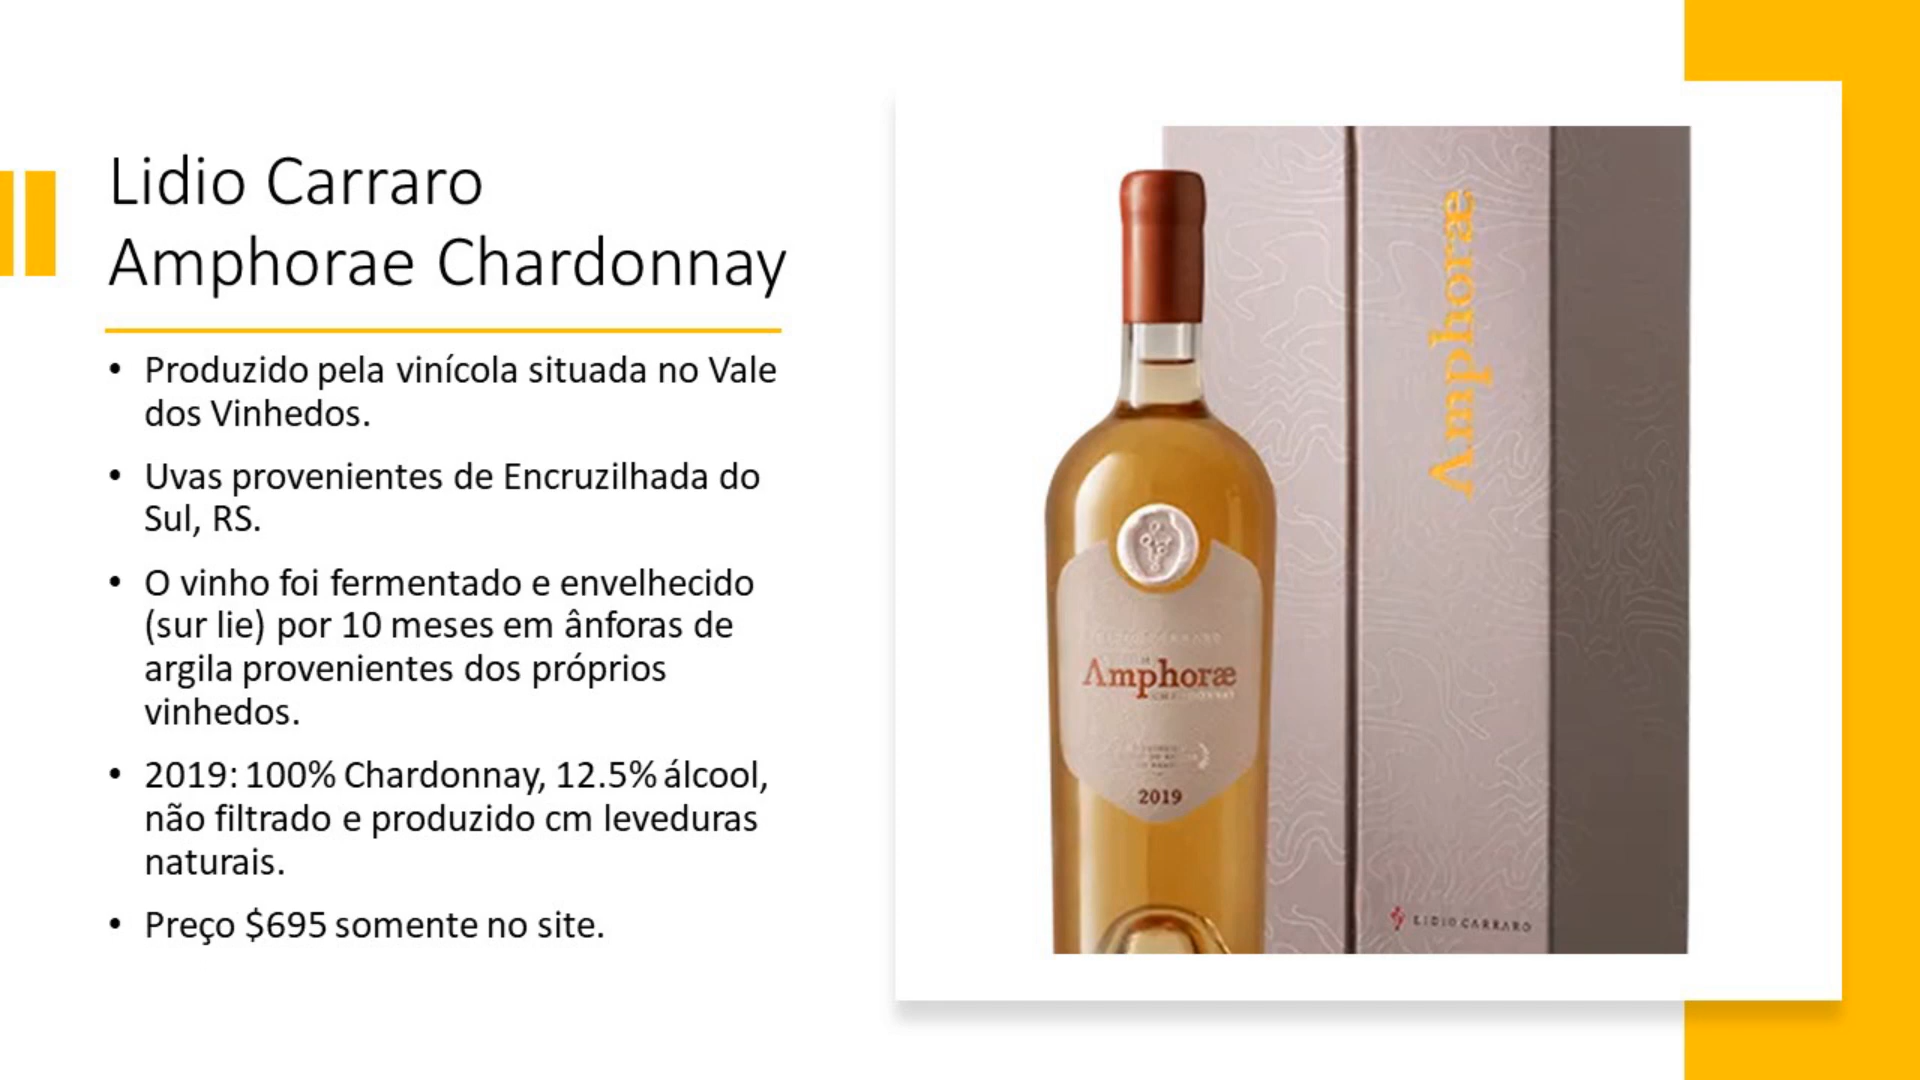 Lidio Carraro
Amphorae Chardonnay
• Produzido pela vinícola situada no Vale
dos Vinhedos.
• Uvas provenientes de Encruzilhada do
Sul, RS.
• O vinho foi fermentado e envelhecido
(sur lie) por 10 meses em ânforas de
argila provenientes dos próprios
vinhedos.
• 2019: 100% Chardonnay, 12.5% álcool,
não filtrado e produzido cm leveduras
naturais.
• Preço $695 somente no site.
LIDIO CARRARO
Amphoræ
CHARDONNAY
2019
Amphoræ
LIDIO CARRARO